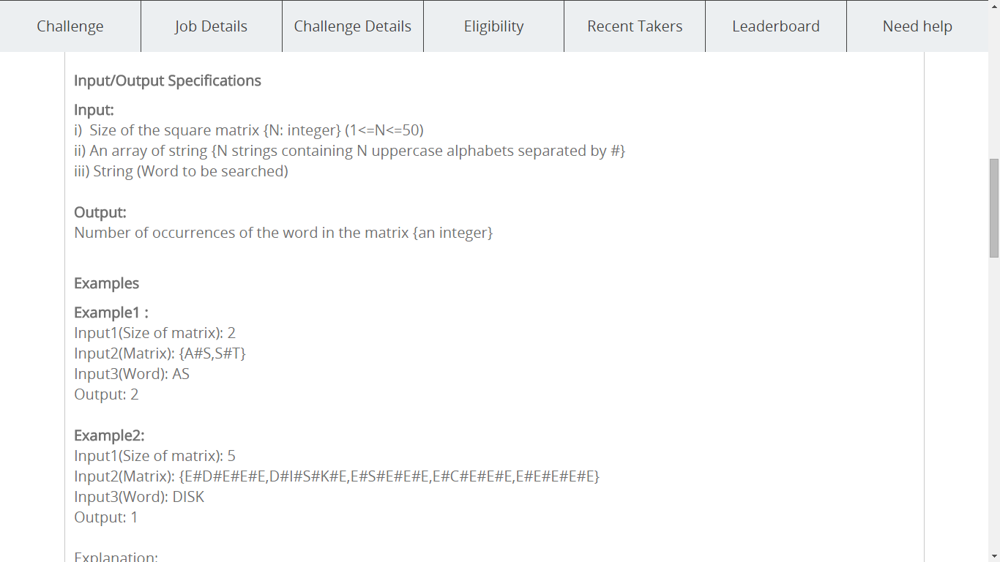 Challenge
Job Details
Challenge Details
Eligibility
Recent Takers
Leaderboard
Need help
Input/Output Specifications
Input:
i)  Size of the square matrix {N: integer} (1<=N<=50)
ii) An array of string {N strings containing N uppercase alphabets separated by #}
iii) String (Word to be searched)
Output:
Number of occurrences of the word in the matrix {an integer}
Examples
Example1 :
Input1(Size of matrix): 2
Input2(Matrix): {A#S,S#T}
Input3(Word): AS
Output: 2
Example2:
Input1(Size of matrix): 5
Input2(Matrix): {E#D#E#E#E,D#I#S#K#E,E#S#E#E#E,E#C#E#E#E,E#E#E#E#E}
Input3(Word): DISK
Output: 1
Explanation: